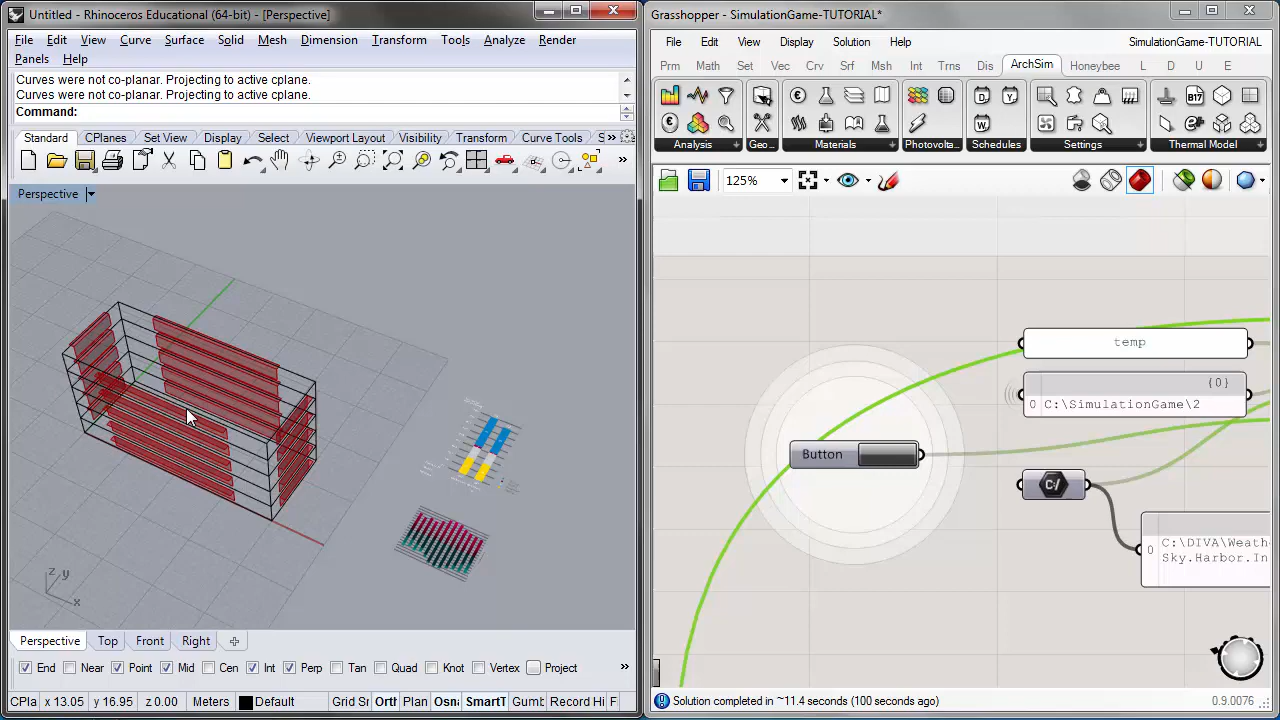 Untitled - Rhinoceros Educational (64-bit) - [Perspective]
File Edit View Curve Surface Solid Mesh Dimension Transform Tools Analyze Render
Panels Help
Curves were not co-planar. Projecting to active cplane.
Curves were not co-planar. Projecting to active cplane.
Command:
Standard CPlanes Set View Display Select Viewport Layout Visibility Transform Curve Tools S »
Perspective
z y
x
Perspective Top Front Right
End Near Point Mid Cen Int Perp Tan Quad Knot Vertex Project »
CPla x 13.05 y 16.95 z 0.00 Meters Default Grid S Orth Plan Osna SmartT Gumb Record Hi F
Grasshopper - SimulationGame-TUTORIAL*
File Edit View Display Solution Help SimulationGame-TUTORIAL
Prm Math Set Vec Crv Srf Msh Int Trns Dis ArchSim Honeybee L D U E
Analysis Geo... Materials Photovolta... Schedules Settings Thermal Model
125%
temp
{0}
0 C:\SimulationGame\2
Button
C:/
0 C:\DIVA\Weath
Sky.Harbor.In
Solution completed in ~11.4 seconds (100 seconds ago) 0.9.0076